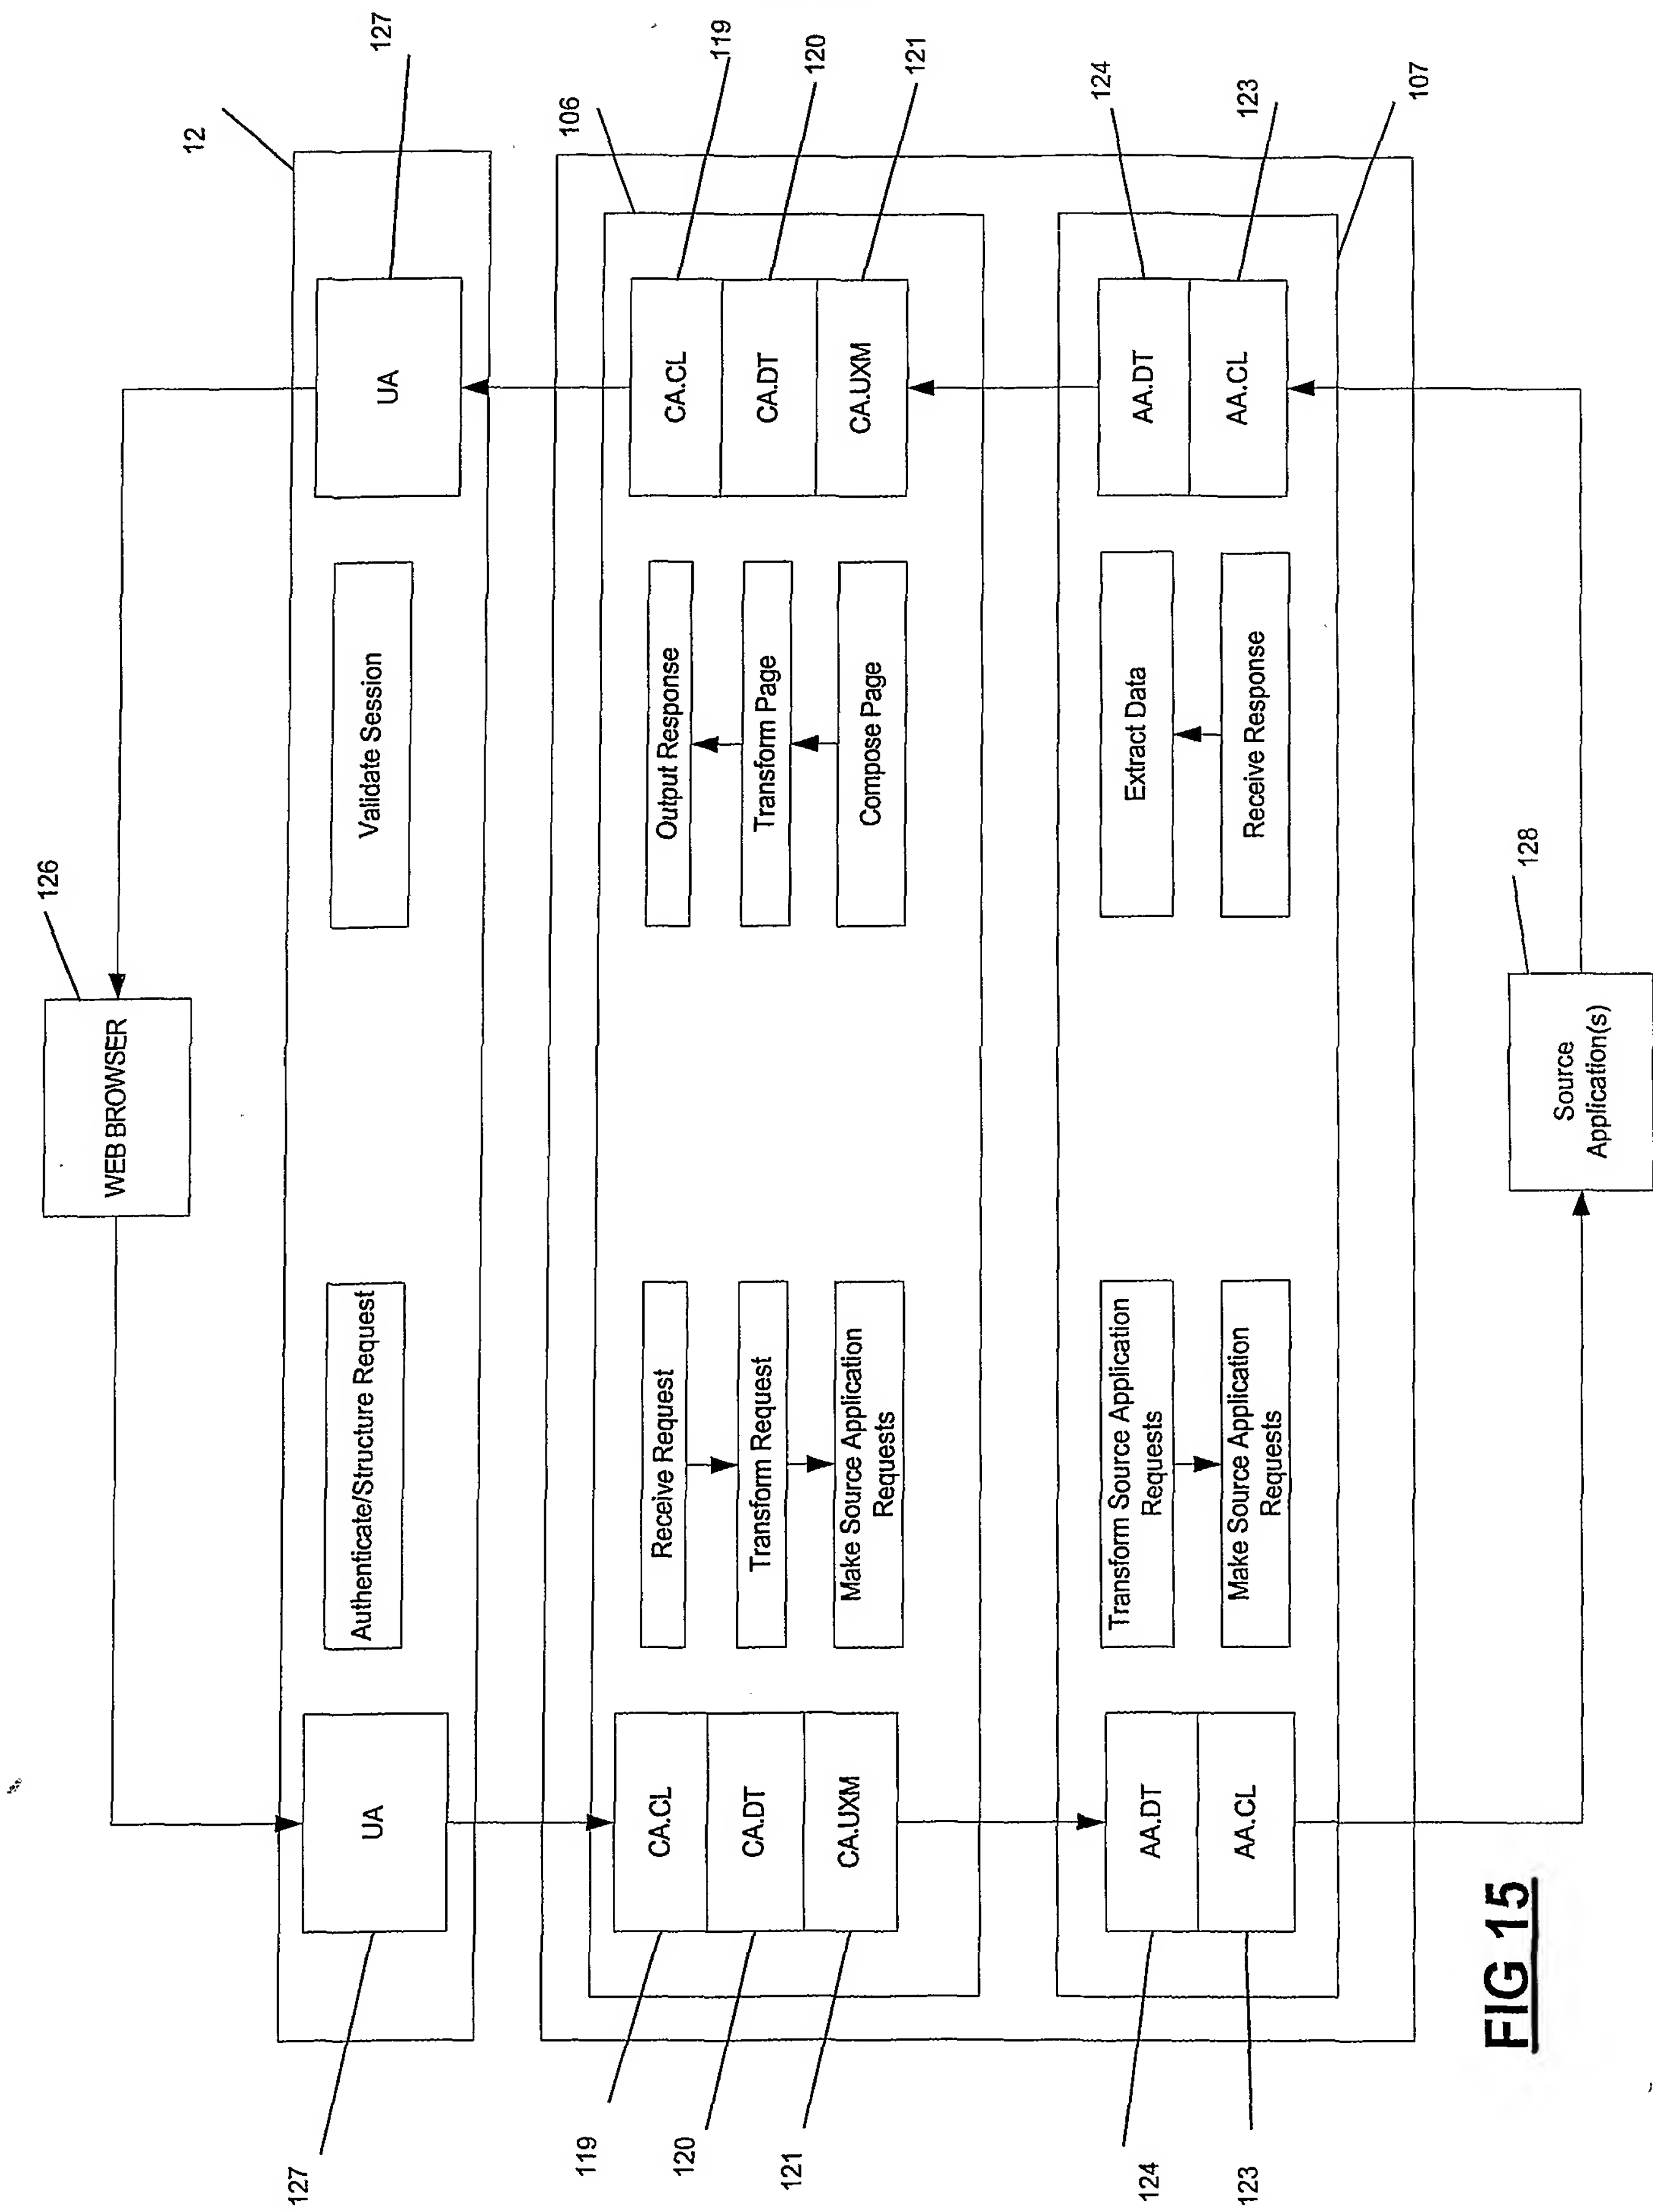 126
WEB BROWSER
12
127
UA
Authenticate/Structure Request
Validate Session
UA
127
106
119
CA.CL
Receive Request
Output Response
CA.CL
119
120
CA.DT
Transform Request
Transform Page
CA.DT
120
121
CA.UXM
Make Source Application
Requests
Compose Page
CA.UXM
121
124
AA.DT
Transform Source Application
Requests
Extract Data
AA.DT
124
123
AA.CL
Make Source Application
Requests
Receive Response
AA.CL
123
107
128
Source
Application(s)
FIG 15